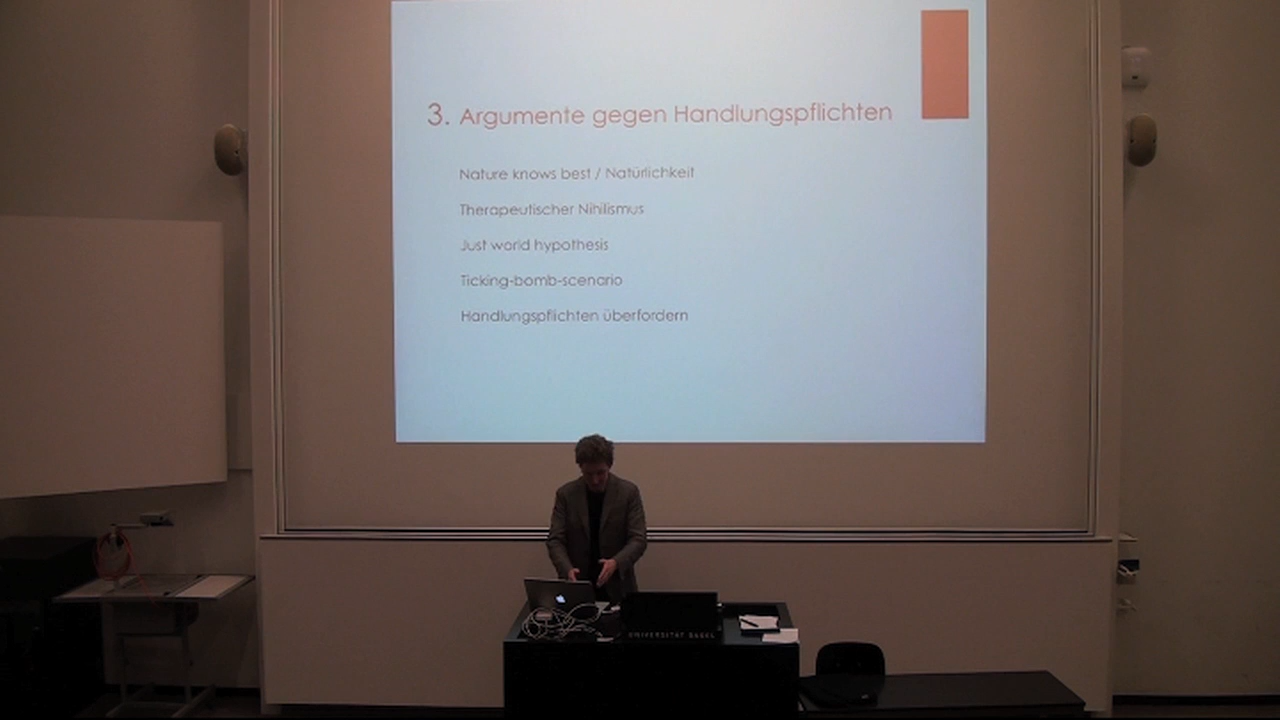 3. Argumente gegen Handlungspflichten
Nature knows best / Natürlichkeit
Therapeutischer Nihilismus
Just world hypothesis
Ticking-bomb-scenario
Handlungspflichten überfordern
UNIVERSITÄT BASEL